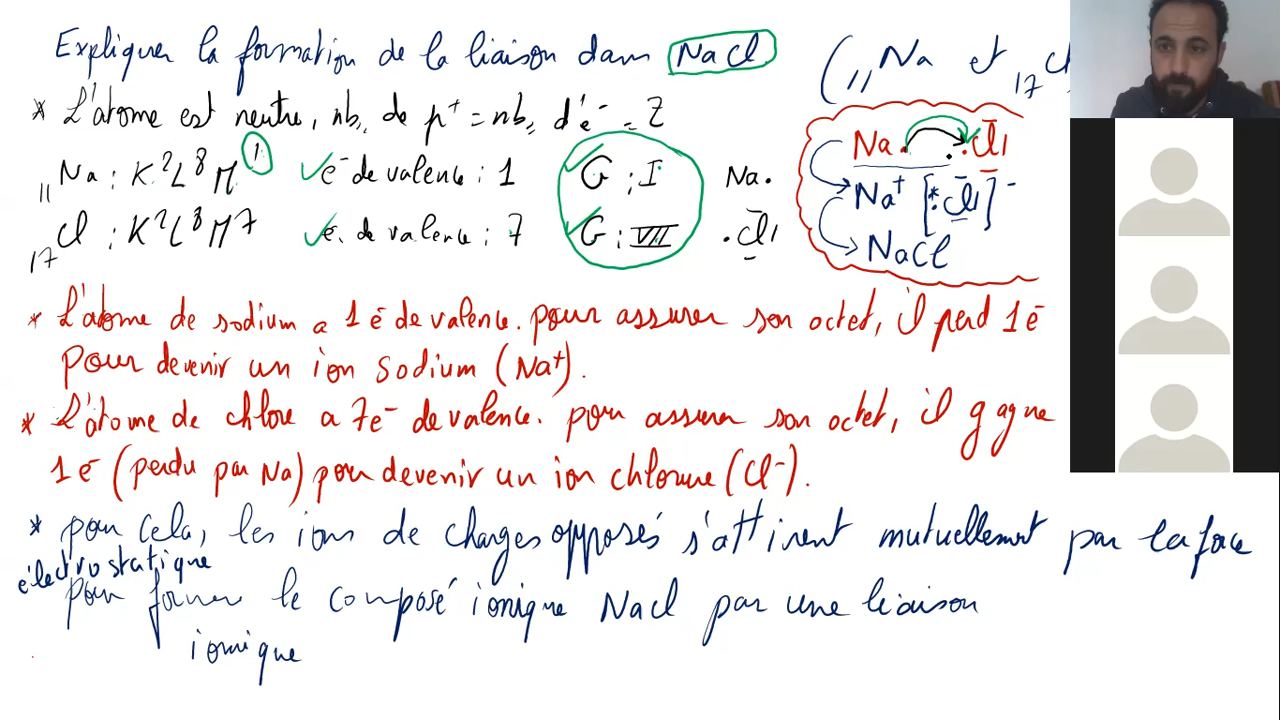 Expliquer la formation de la liaison dans NaCl (₁₁Na et ₁₇Cl
* L'atome est neutre, nb. de p⁺ = nb. d'é⁻ = Z
₁₁Na : K²L⁸M¹ ✓ e⁻ de valence : 1 ✓ G : I Na·
₁₇Cl : K²L⁸M⁷ ✓ e. de valence : 7 ✓ G : VII ·Cl
Na· ·Cl
Na⁺ [Cl]⁻
NaCl
* L'atome de sodium a 1 é de valence. pour assurer son octet, il perd 1 é
pour devenir un ion sodium (Na⁺).
* L'atome de chlore a 7e⁻ de valence. pour assurer son octet, il gagne
1 é (perdu par Na) pour devenir un ion chlorure (Cl⁻).
* pour cela, les ions de charges opposés s'attirent mutuellement par la force
électrostatique
pour former le composé ionique NaCl par une liaison
ionique